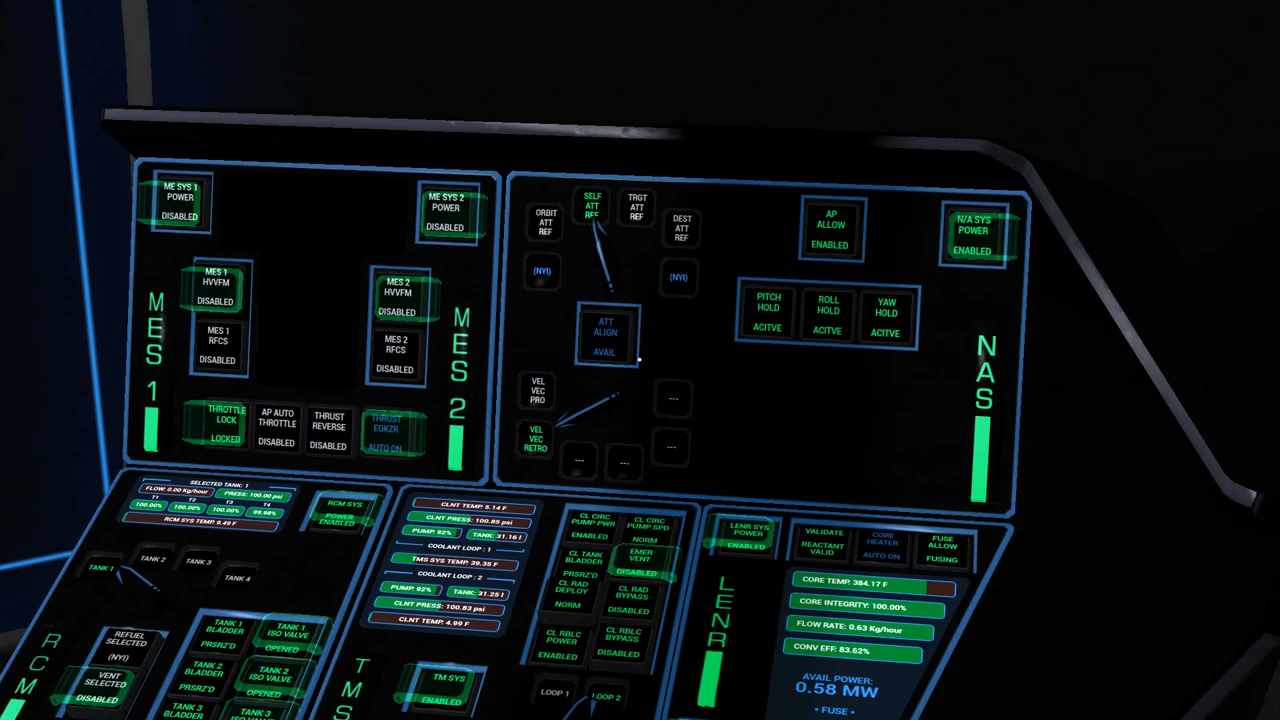 ME SYS 1
POWER
DISABLED
ME SYS 2
POWER
DISABLED
MES 1
HVVFM
DISABLED
MES 2
HVVFM
DISABLED
MES 1
RFCS
DISABLED
MES 2
RFCS
DISABLED
MES 1
MES 2
THROTTLE
LOCK
LOCKED
AP AUTO
THROTTLE
DISABLED
THRUST
REVERSE
DISABLED
THRUST
EQKZR
AUTO ON
ORBIT
ATT
REF
SELF
ATT
REF
TRGT
ATT
REF
DEST
ATT
REF
(NYI)
(NYI)
ATT
ALIGN
AVAIL
VEL
VEC
PRO
VEL
VEC
RETRO
---
---
---
---
AP
ALLOW
ENABLED
N/A SYS
POWER
ENABLED
PITCH
HOLD
ACITVE
ROLL
HOLD
ACITVE
YAW
HOLD
ACITVE
NAS
SELECTED TANK: 1
FLOW: 0.00 Kg/hour
PRESS: 100.00 psi
T1 T2 T3 T4
100.00% 100.00% 100.00% 99.98%
RCM SYS TEMP: 9.49 F
RCM SYS
POWER
ENABLED
TANK 1
TANK 2
TANK 3
TANK 4
RCM
REFUEL
SELECTED
(NYI)
VENT
SELECTED
DISABLED
TANK 1
BLADDER
PRSRZ'D
TANK 1
ISO VALVE
OPENED
TANK 2
BLADDER
PRSRZ'D
TANK 2
ISO VALVE
OPENED
TANK 3
BLADDER
TANK 3
ISO VALVE
CLNT TEMP: 5.14 F
CLNT PRESS: 100.85 psi
PUMP: 92%
TANK: 31.16 l
COOLANT LOOP : 1
TMS SYS TEMP: 39.35 F
COOLANT LOOP : 2
PUMP: 92%
TANK: 31.25 l
CLNT PRESS: 100.83 psi
CLNT TEMP: 4.99 F
TMS
TM SYS
ENABLED
CL CIRC
PUMP PWR
ENABLED
CL CIRC
PUMP SPD
NORM
CL TANK
BLADDER
PRSRZ'D
EMER
VENT
DISABLED
CL RAD
DEPLOY
NORM
CL RAD
BYPASS
DISABLED
CL RBLC
POWER
ENABLED
CL RBLC
BYPASS
DISABLED
LOOP 1
LOOP 2
LENR SYS
POWER
ENABLED
LENR
VALIDATE
REACTANT
VALID
CORE
HEATER
AUTO ON
FUSE
ALLOW
FUSING
CORE TEMP: 384.17 F
CORE INTEGRITY: 100.00%
FLOW RATE: 0.63 Kg/hour
CONV EFF: 83.62%
AVAIL POWER:
0.58 MW
• FUSE •